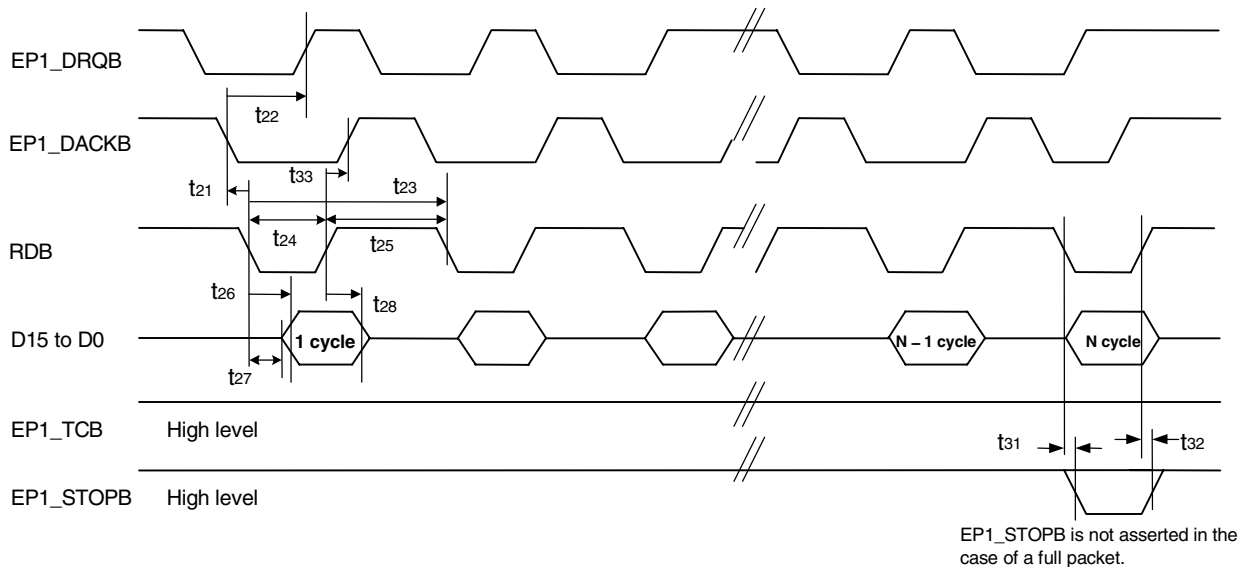 EP1_DRQB
t22
EP1_DACKB
t33
t21
t23
t24
t25
RDB
t26
t28
D15 to D0
1 cycle
N – 1 cycle
N cycle
t27
EP1_TCB High level
t31
t32
EP1_STOPB High level
EP1_STOPB is not asserted in the
case of a full packet.